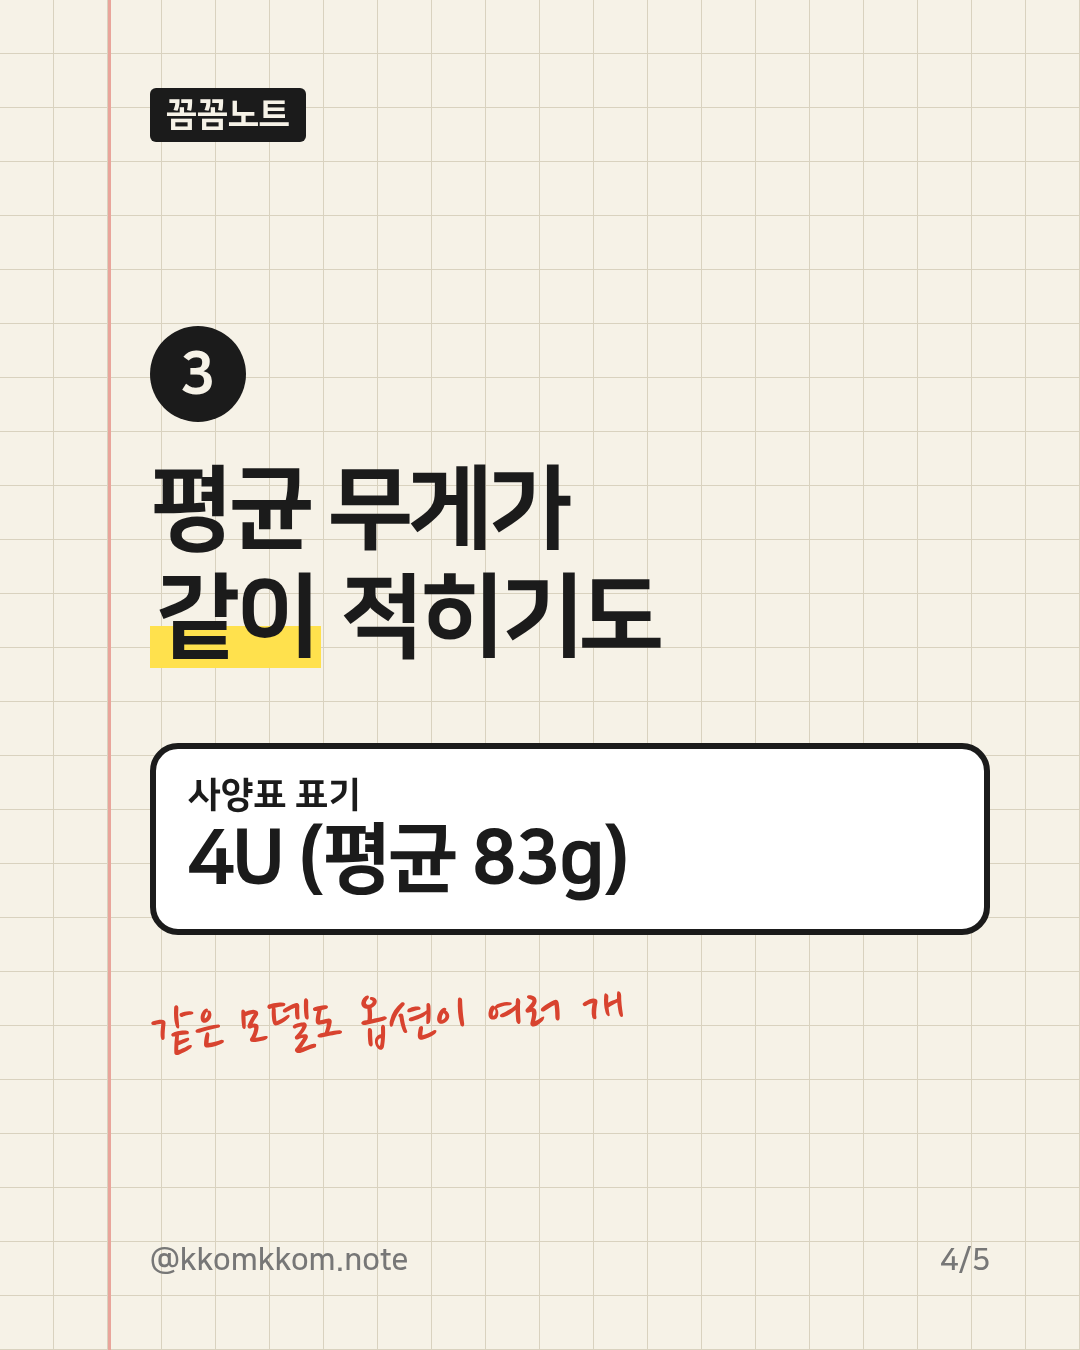 꼼꼼노트
3
평균 무게가
같이 적히기도
사양표 표기
4U (평균 83g)
같은 모델도 옵션이 여러 개
@kkomkkom.note
4/5